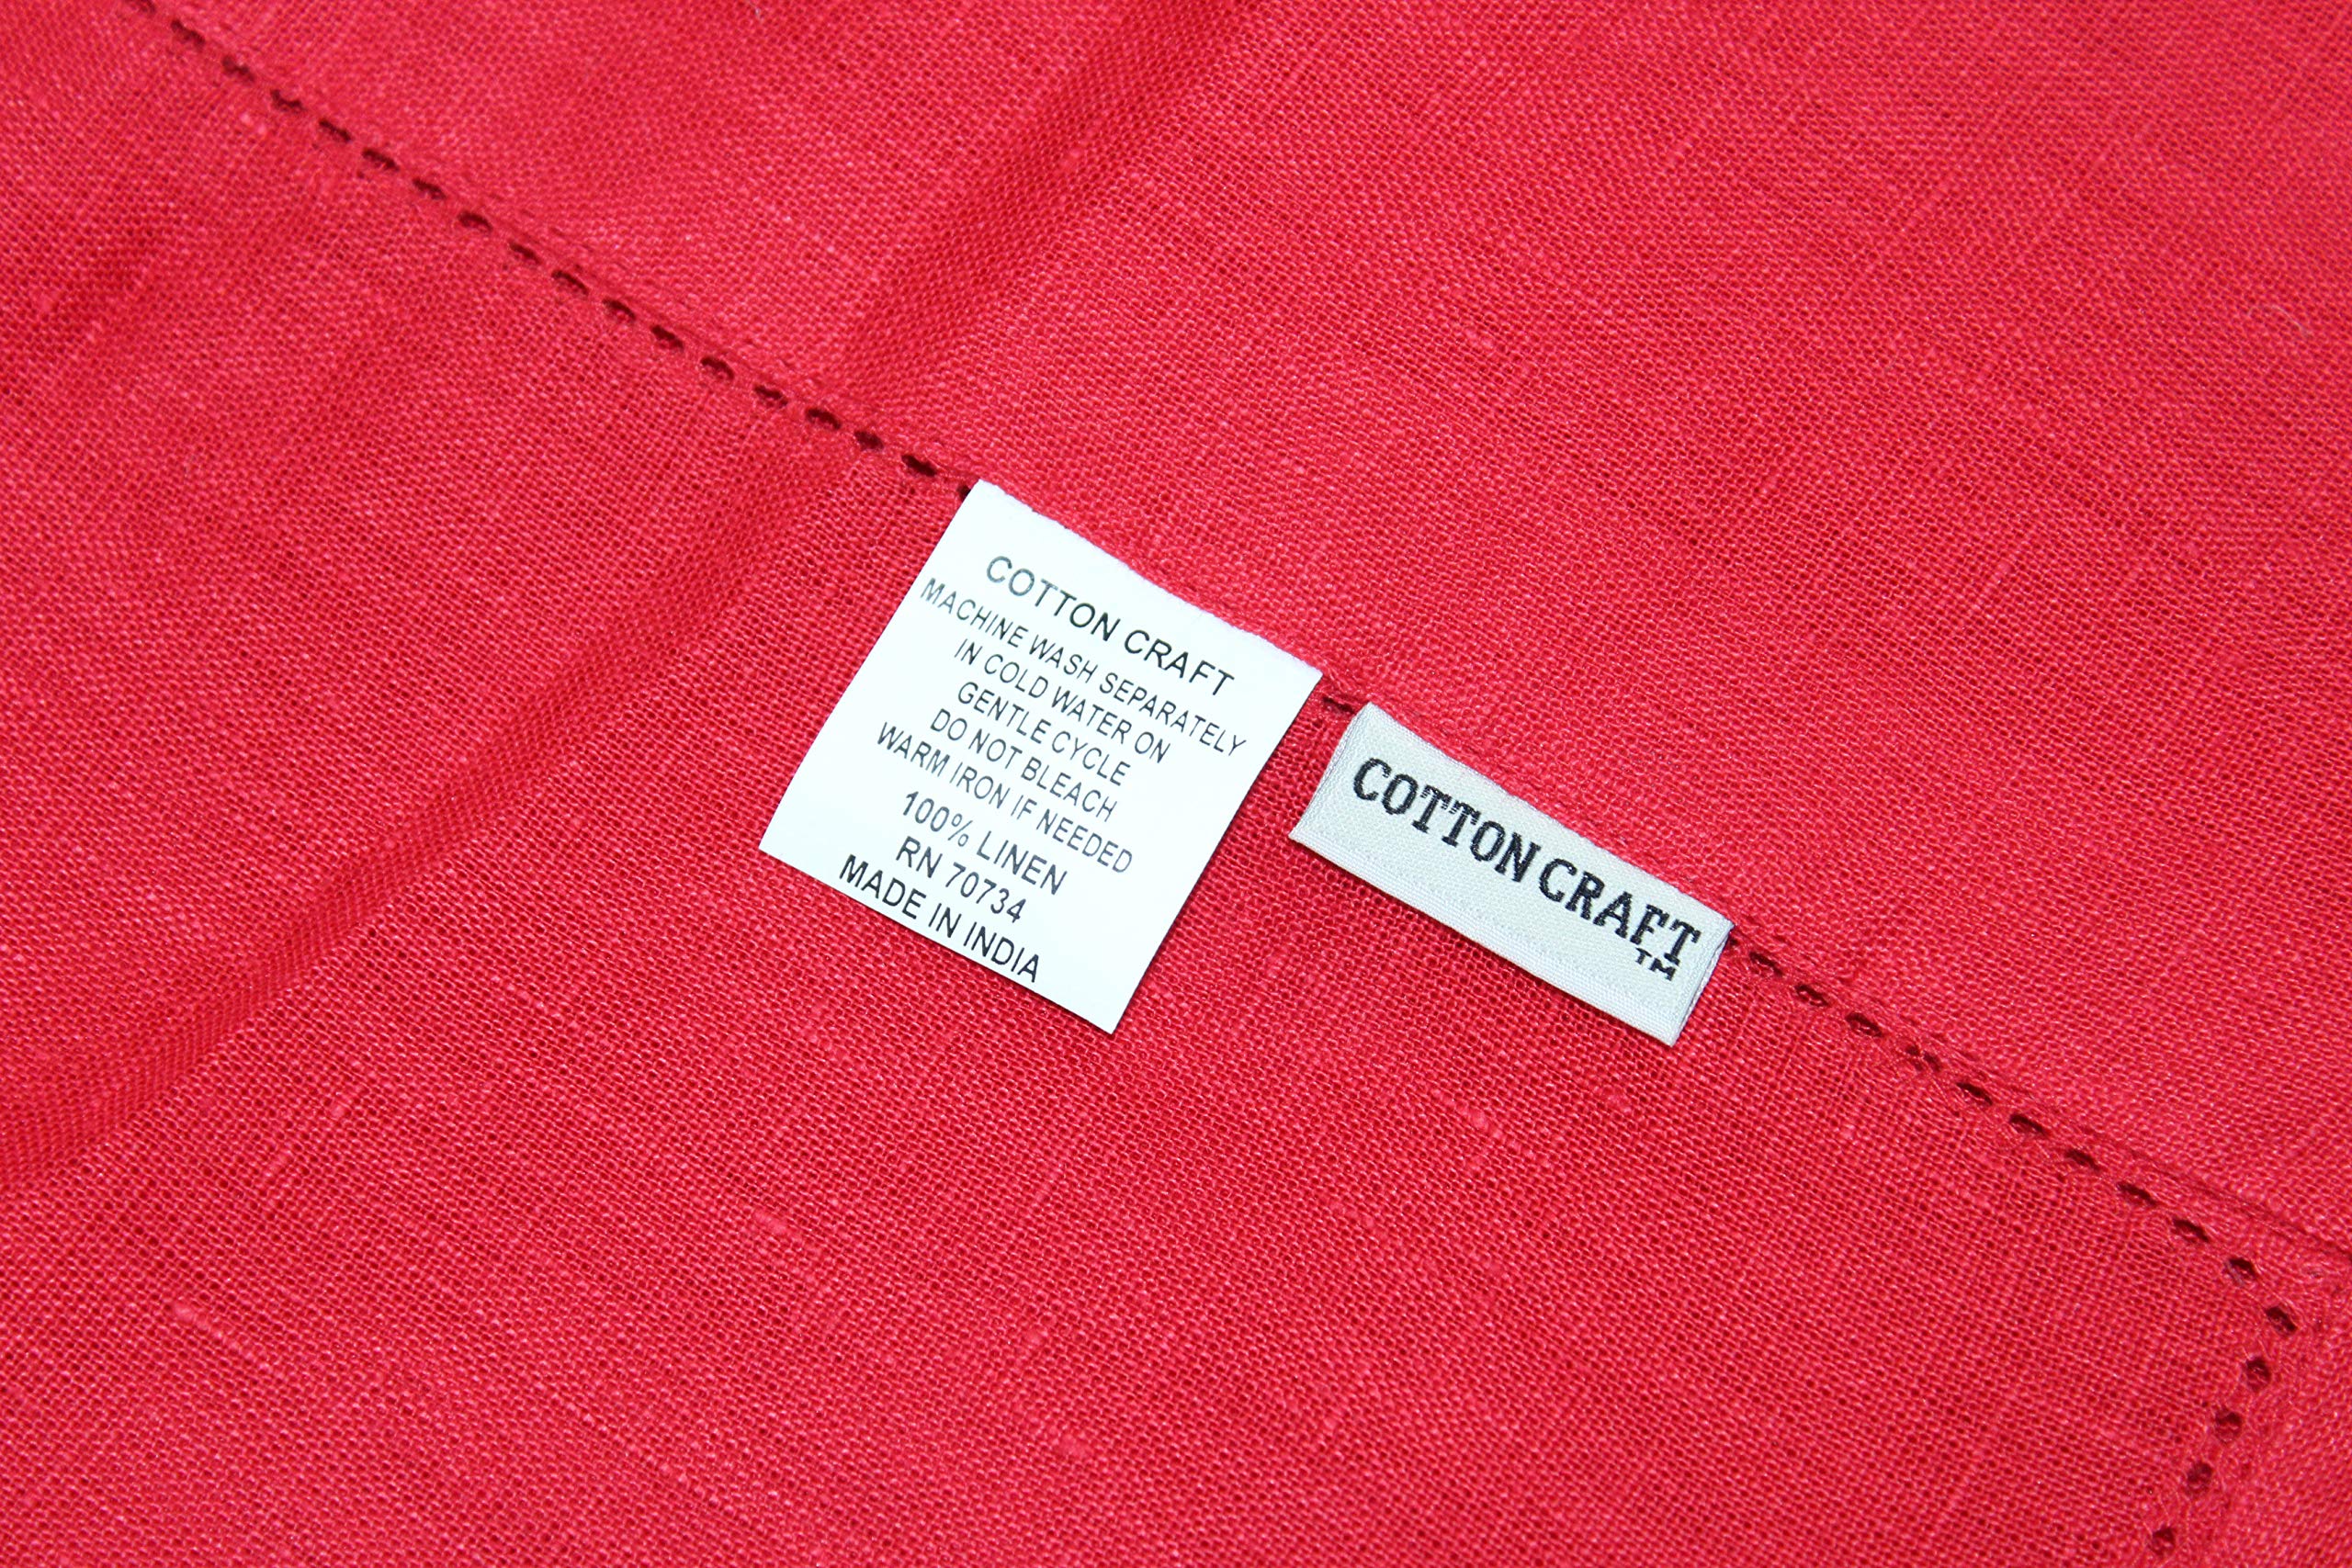 COTTON CRAFT
MACHINE WASH SEPARATELY
IN COLD WATER ON
GENTLE CYCLE
DO NOT BLEACH
WARM IRON IF NEEDED
100% LINEN
RN 70734
MADE IN INDIA
COTTON CRAFT
TM